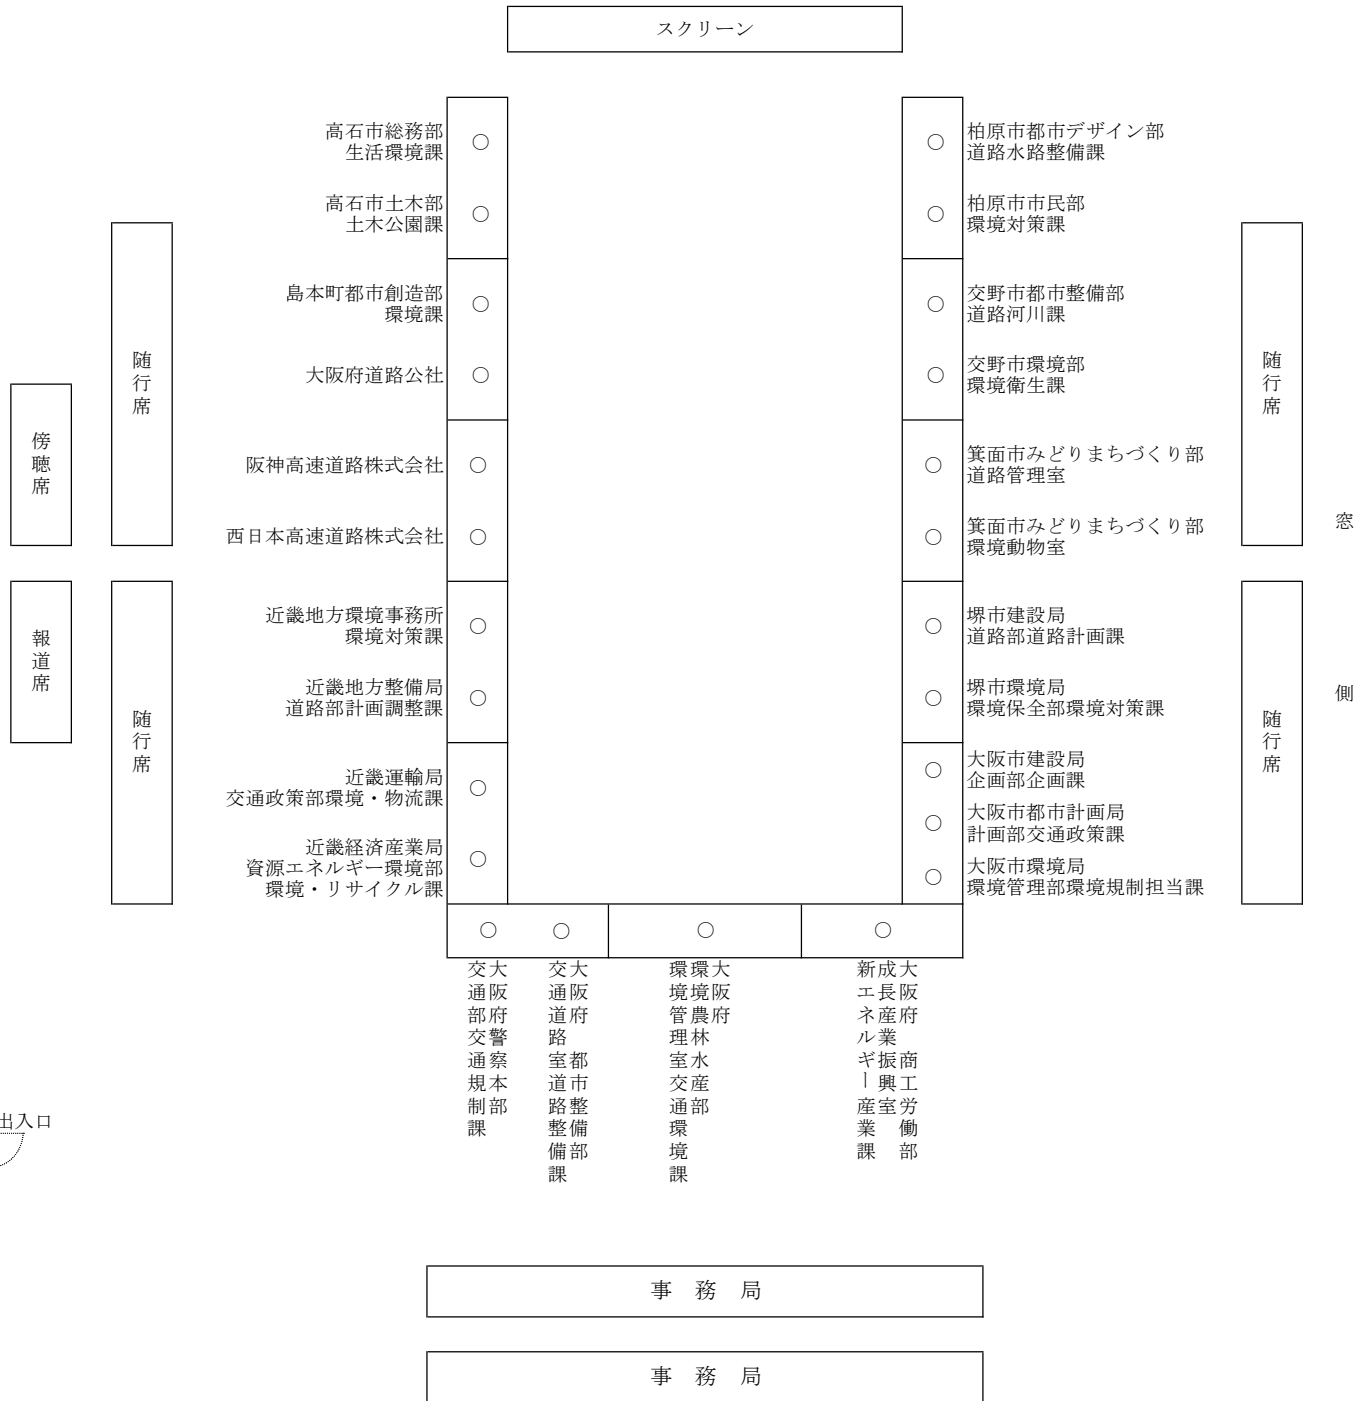 スクリーン
高石市総務部
生活環境課
高石市土木部
土木公園課
島本町都市創造部
環境課
大阪府道路公社
阪神高速道路株式会社
西日本高速道路株式会社
近畿地方環境事務所
環境対策課
近畿地方整備局
道路部計画調整課
近畿運輸局
交通政策部環境・物流課
近畿経済産業局
資源エネルギー環境部
環境・リサイクル課
柏原市都市デザイン部
道路水路整備課
柏原市市民部
環境対策課
交野市都市整備部
道路河川課
交野市環境部
環境衛生課
箕面市みどりまちづくり部
道路管理室
箕面市みどりまちづくり部
環境動物室
堺市建設局
道路部道路計画課
堺市環境局
環境保全部環境対策課
大阪市建設局
企画部企画課
大阪市都市計画局
計画部交通政策課
大阪市環境局
環境管理部環境規制担当課
随行席
随行席
傍聴席
報道席
随行席
随行席
窓側
大阪府警察本部
交通部交通規制課
大阪府 都市整備部
交通道路室道路整備課
大阪府
環境農林水産部
環境管理室交通環境課
大阪府 商工労働部
成長産業振興室
新エネルギー産業課
出入口
事 務 局
事 務 局